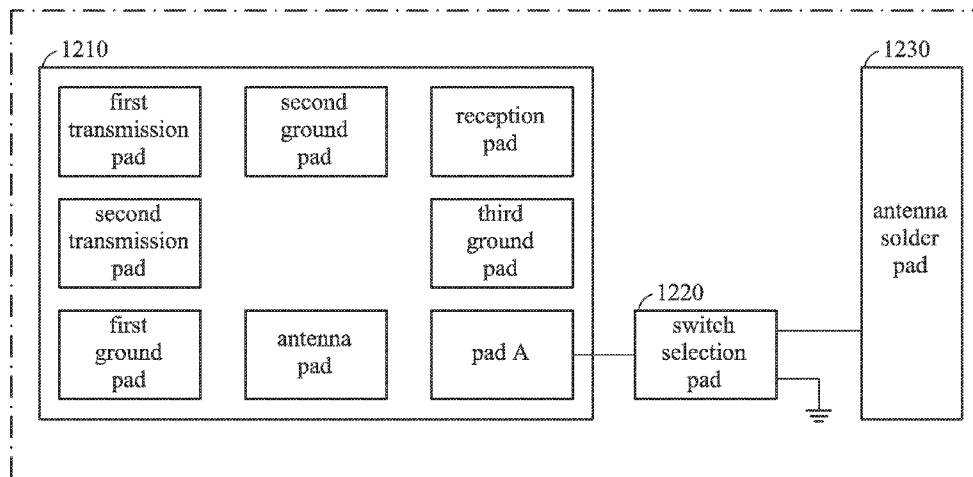 1210
1230
first
transmission
pad
second
ground
pad
reception
pad
second
transmission
pad
third
ground
pad
antenna
solder
pad
1220
first
ground
pad
antenna
pad
pad A
switch
selection
pad